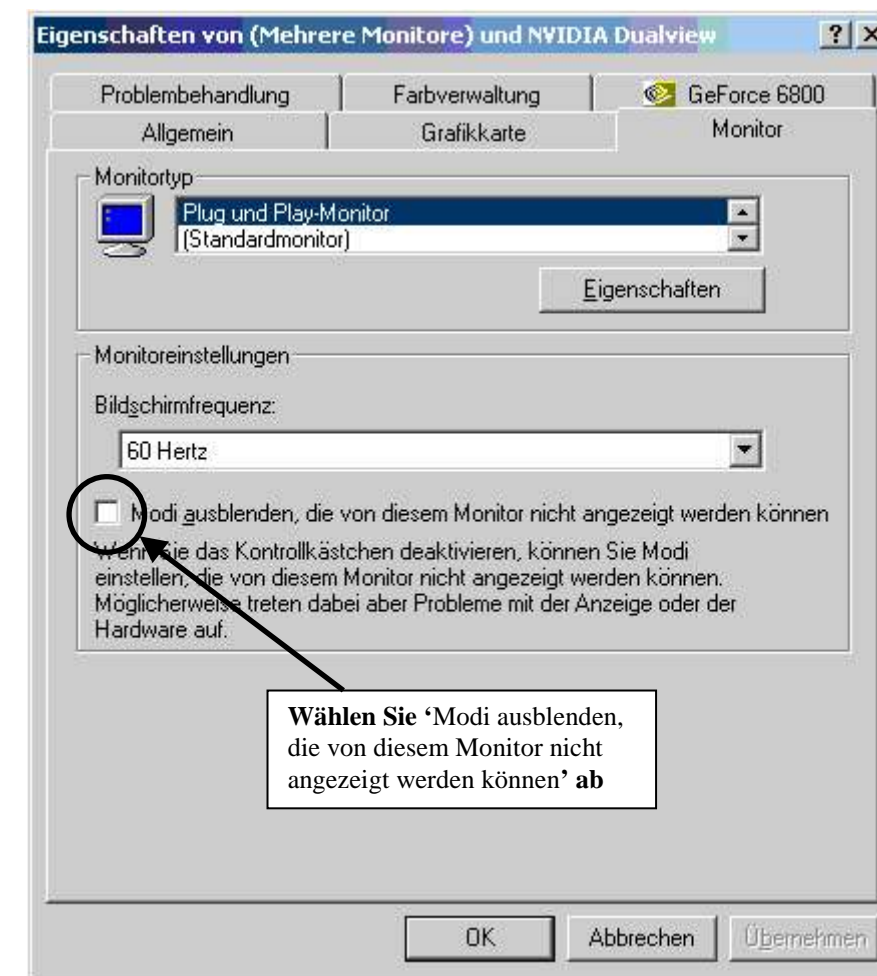 Eigenschaften von (Mehrere Monitore) und NVIDIA Dualview
Problembehandlung Farbverwaltung GeForce 6800
Allgemein Grafikkarte Monitor
Monitortyp
Plug und Play-Monitor
(Standardmonitor)
Eigenschaften
Monitoreinstellungen
Bildschirmfrequenz:
60 Hertz
Modi ausblenden, die von diesem Monitor nicht angezeigt werden können
Wenn Sie das Kontrollkästchen deaktivieren, können Sie Modi
einstellen, die von diesem Monitor nicht angezeigt werden können.
Möglicherweise treten dabei aber Probleme mit der Anzeige oder der
Hardware auf.
Wählen Sie ‘Modi ausblenden,
die von diesem Monitor nicht
angezeigt werden können’ ab
OK Abbrechen Übernehmen